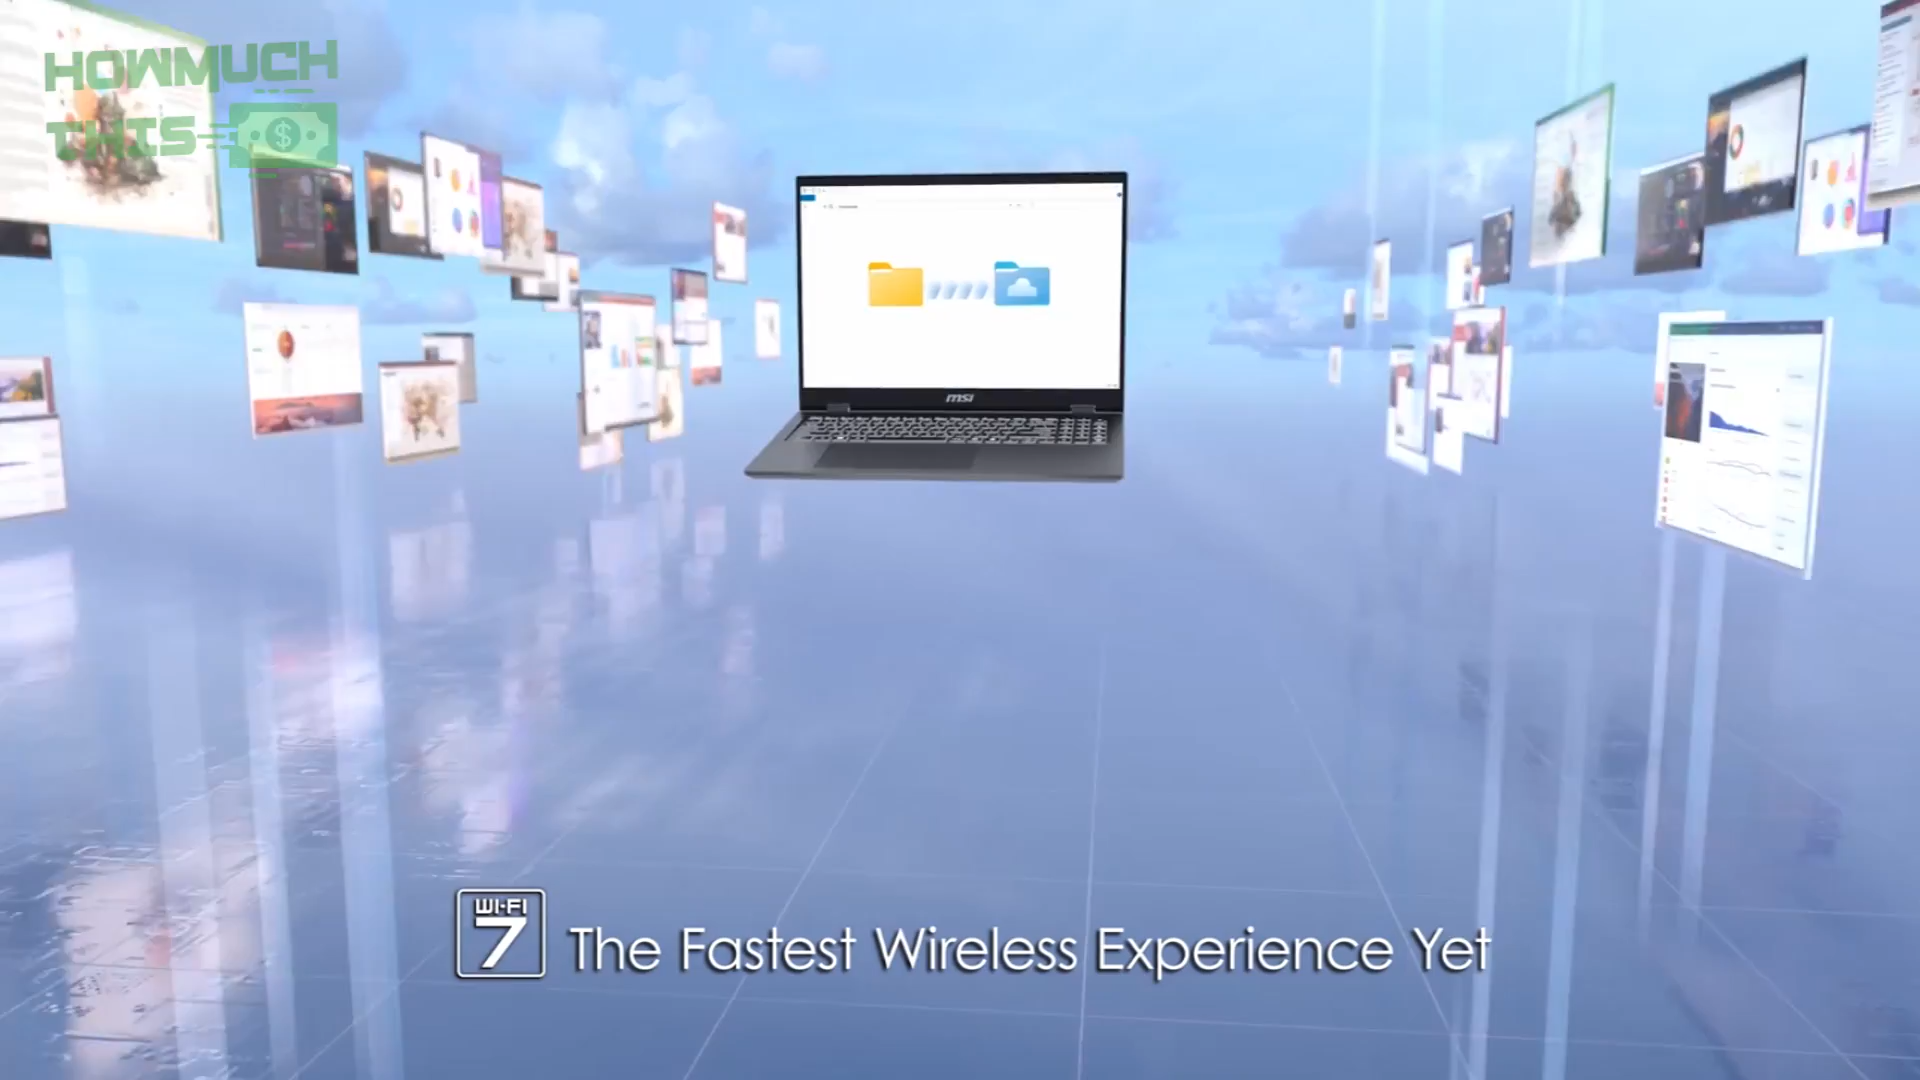 HOWMUCH
THIS
msi
WI-FI
7
The Fastest Wireless Experience Yet